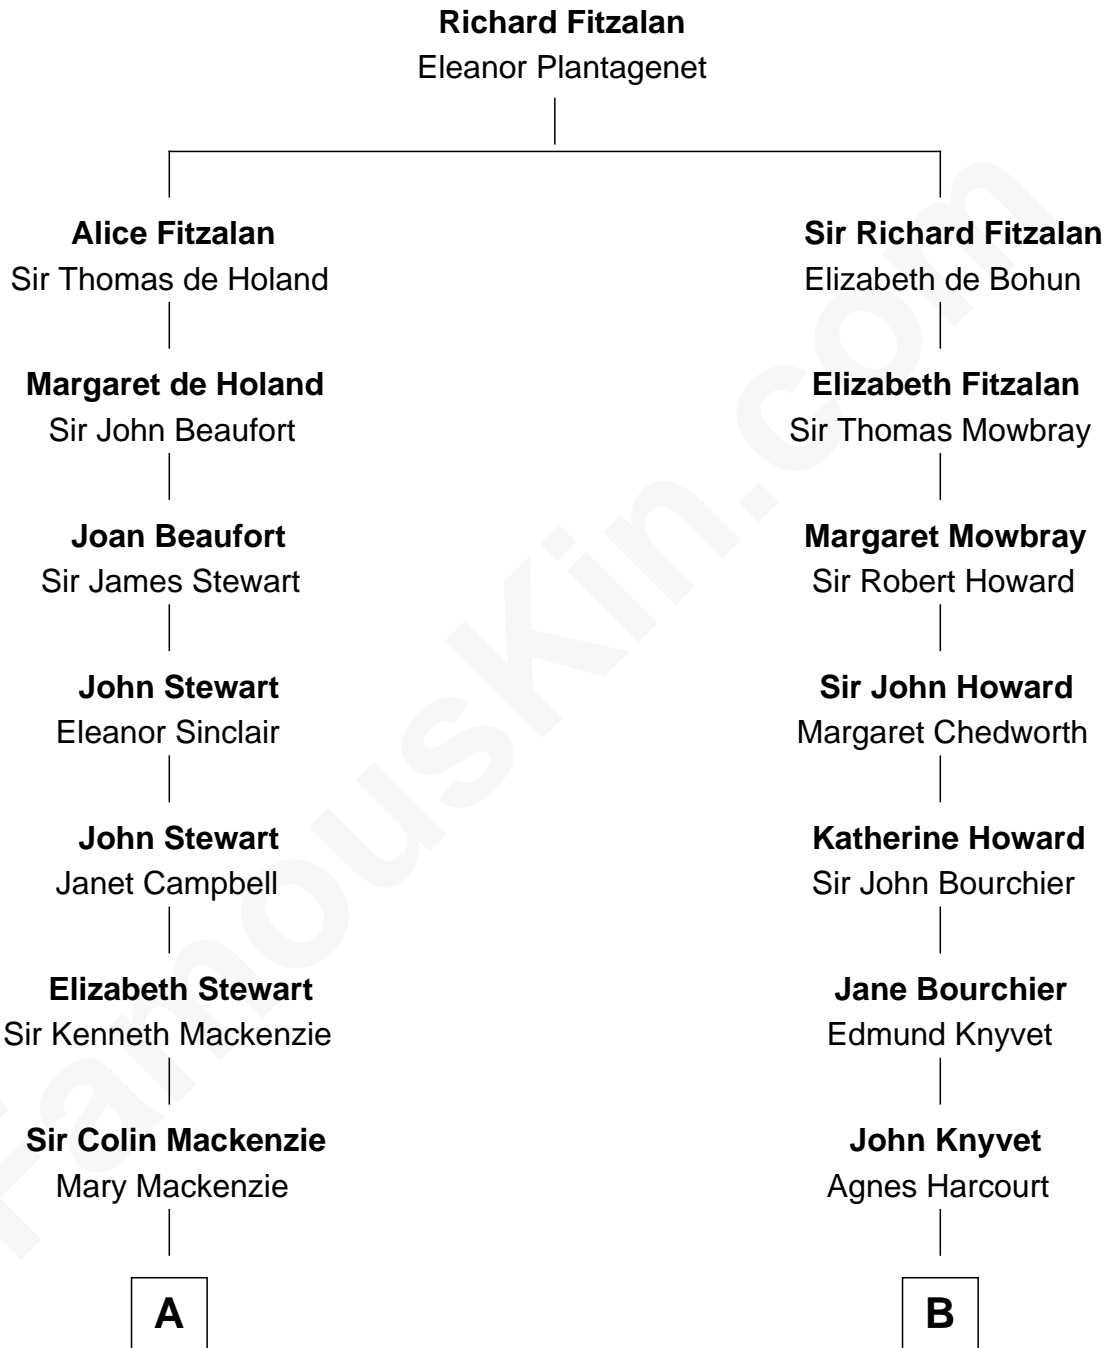 Richard Fitzalan
Eleanor Plantagenet
Alice Fitzalan
Sir Thomas de Holand
Sir Richard Fitzalan
Elizabeth de Bohun
Margaret de Holand
Sir John Beaufort
Elizabeth Fitzalan
Sir Thomas Mowbray
Joan Beaufort
Sir James Stewart
Margaret Mowbray
Sir Robert Howard
John Stewart
Eleanor Sinclair
Sir John Howard
Margaret Chedworth
John Stewart
Janet Campbell
Katherine Howard
Sir John Bourchier
Elizabeth Stewart
Sir Kenneth Mackenzie
Jane Bourchier
Edmund Knyvet
Sir Colin Mackenzie
Mary Mackenzie
John Knyvet
Agnes Harcourt
A
B
FamousKin.com